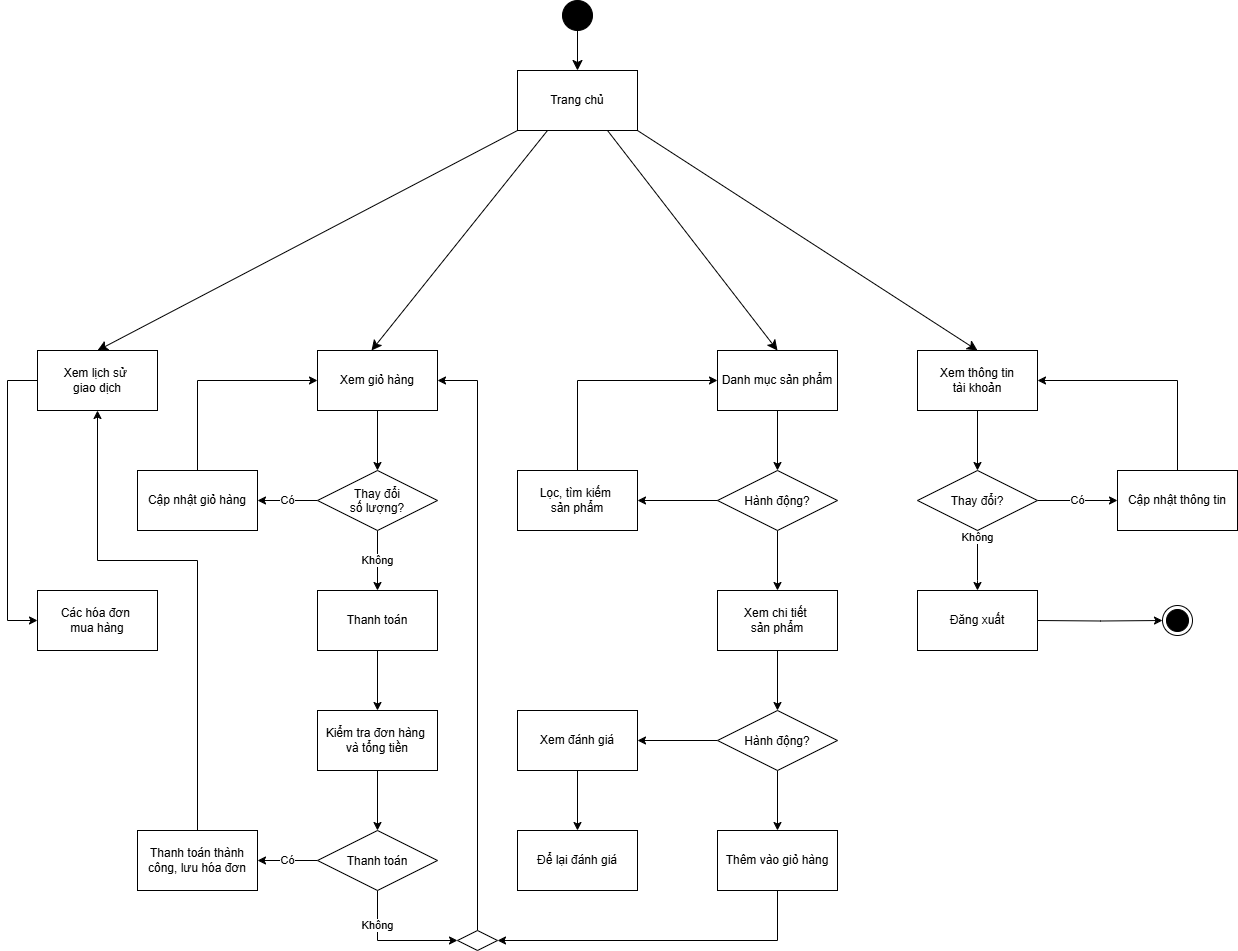 Trang chủ
Xem lịch sử
giao dịch
Xem giỏ hàng
Danh mục sản phẩm
Xem thông tin
tài khoản
Cập nhật giỏ hàng
Có
Thay đổi
số lượng?
Lọc, tìm kiếm
sản phẩm
Hành động?
Thay đổi?
Có
Cập nhật thông tin
Không
Không
Các hóa đơn
mua hàng
Thanh toán
Xem chi tiết
sản phẩm
Đăng xuất
Kiểm tra đơn hàng
và tổng tiền
Xem đánh giá
Hành động?
Thanh toán thành
công, lưu hóa đơn
Có
Thanh toán
Để lại đánh giá
Thêm vào giỏ hàng
Không